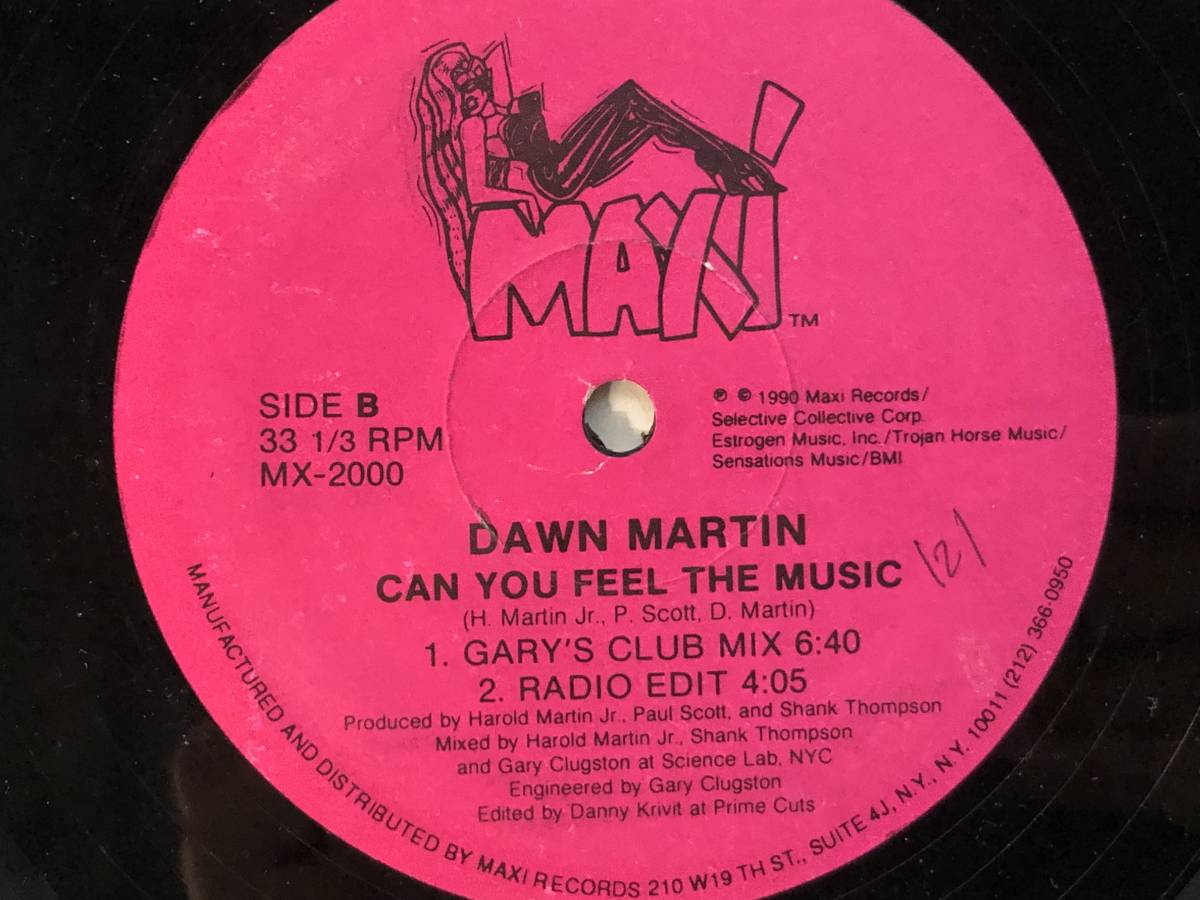 MAXI
TM
SIDE B
33 1/3 RPM
MX-2000
℗ © 1990 Maxi Records/
Selective Collective Corp.
Estrogen Music, Inc./Trojan Horse Music/
Sensations Music/BMI
DAWN MARTIN
CAN YOU FEEL THE MUSIC
(H. Martin Jr., P. Scott, D. Martin)
1. GARY'S CLUB MIX 6:40
2. RADIO EDIT 4:05
Produced by Harold Martin Jr., Paul Scott, and Shank Thompson
Mixed by Harold Martin Jr., Shank Thompson
and Gary Clugston at Science Lab, NYC
Engineered by Gary Clugston
Edited by Danny Krivit at Prime Cuts
MANUFACTURED AND DISTRIBUTED BY MAXI RECORDS 210 W19 TH ST., SUITE 4J, N.Y., N.Y. 10011 (212) 366-0950